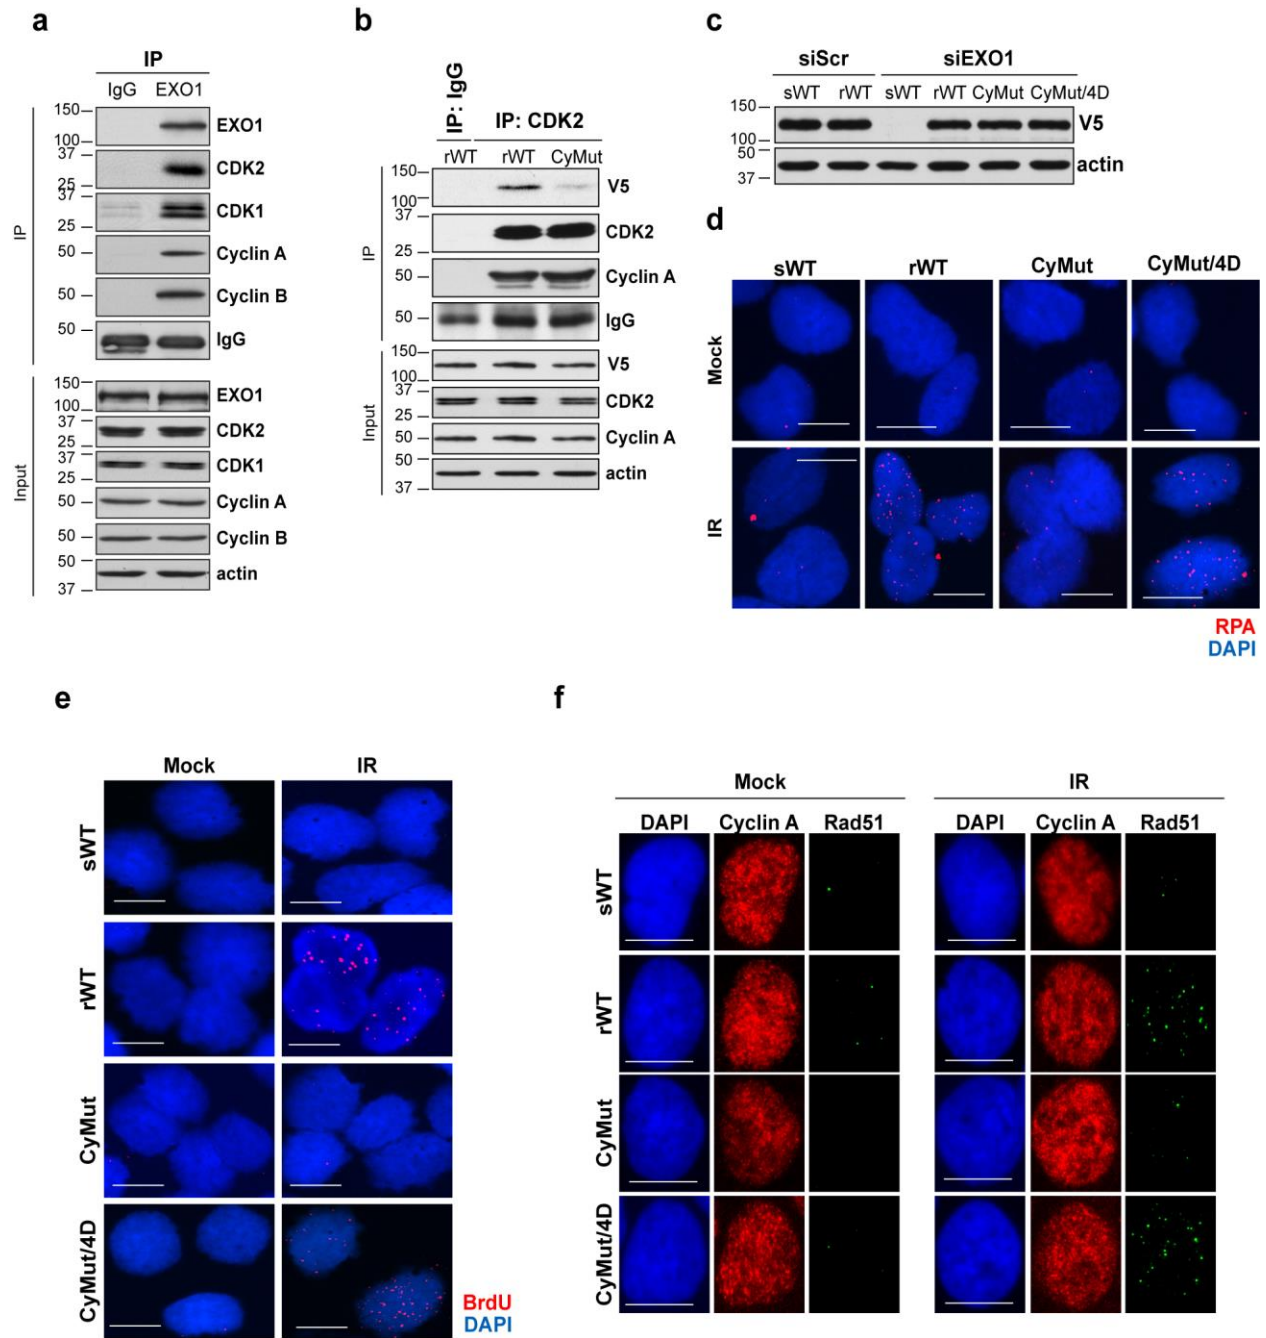 a
IP
IgG EXO1
IP
150
100
EXO1
37
25
CDK2
37
25
CDK1
50
Cyclin A
50
Cyclin B
50
IgG
Input
150
100
EXO1
37
25
CDK2
37
25
CDK1
50
Cyclin A
50
Cyclin B
50
37
actin
b
IP: IgG
IP: CDK2
rWT rWT CyMut
IP
150
100
V5
37
25
CDK2
50
Cyclin A
50
IgG
Input
150
100
V5
37
25
CDK2
50
Cyclin A
50
37
actin
c
siScr siEXO1
sWT rWT sWT rWT CyMut CyMut/4D
150
100
V5
50
37
actin
d
sWT rWT CyMut CyMut/4D
Mock
IR
RPA
DAPI
e
Mock IR
sWT
rWT
CyMut
CyMut/4D
BrdU
DAPI
f
Mock IR
DAPI Cyclin A Rad51 DAPI Cyclin A Rad51
sWT
rWT
CyMut
CyMut/4D